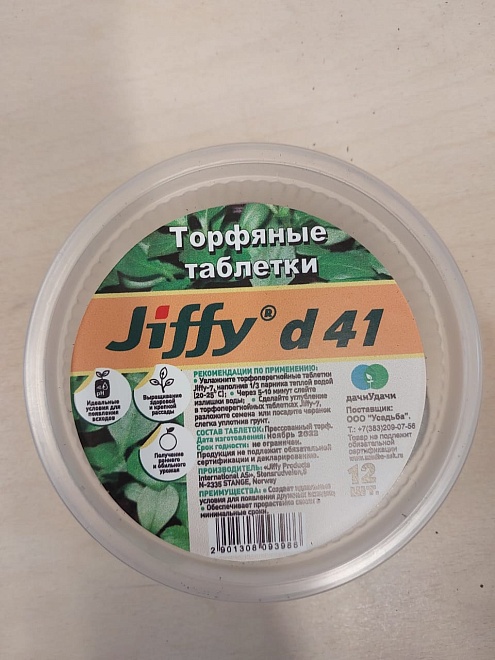 Торфяные
таблетки
Jiffy® d 41
pH
Идеальные
условия для
появления
всходов
Выращивание
здоровой
и крепкой
рассады
Получение
раннего и
обильного
урожая
РЕКОМЕНДАЦИИ ПО ПРИМЕНЕНИЮ:
• Увлажните торфоперегнойные таблетки
Jiffy-7, наполнив 1/3 парника теплой водой
(20-25° С); • Через 5-10 минут слейте
излишки воды; • Сделайте углубление
в торфоперегнойных таблетках Jiffy-7,
разложите семена или посадите черенок
слегка уплотнив грунт.
СОСТАВ ТАБЛЕТОК: Прессованный торф.
Дата изготовления: Ноябрь 2022
Срок годности: не ограничен.
Продукция не подлежит обязательной
сертификации и декларированию.
ПРОИЗВОДИТЕЛЬ: «Jiffy Products
International AS»,
N-2335 STANGE, Norway
ПРЕИМУЩЕСТВА: • Создает идеальные
условия для появления дружных всходов
• Обеспечивает прорастание семян в
минимальные сроки.
дачиУдачи
Поставщик:
ООО "Усадьба".
Т.: +7(383)209-07-56
Товар не подлежит
обязательной
сертификации.
12
ШТ.
2 901308 093988